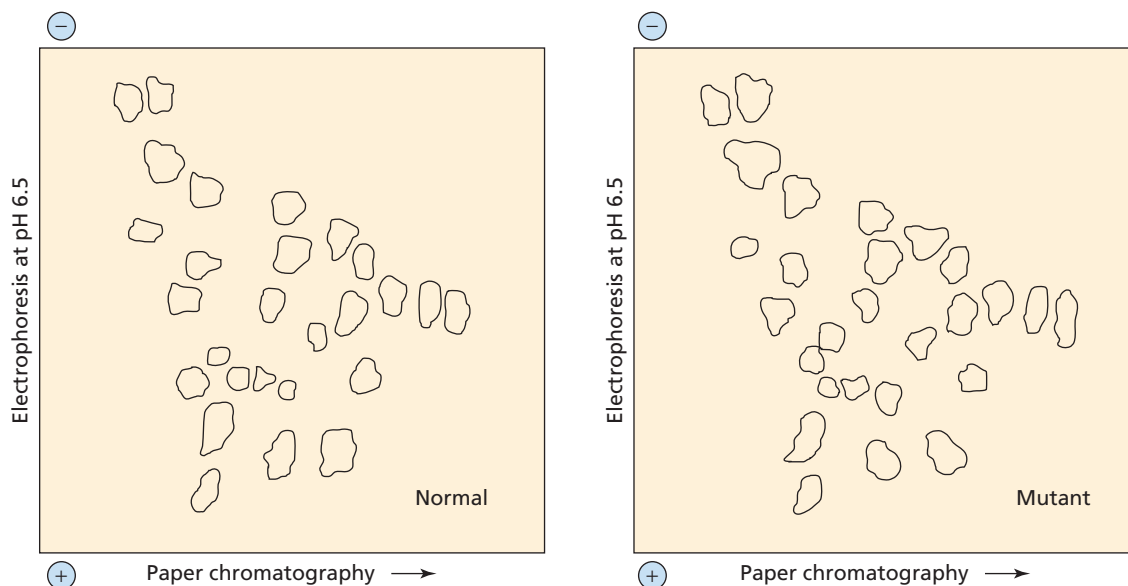 −
−
Electrophoresis at pH 6.5
Normal
Electrophoresis at pH 6.5
Mutant
+
Paper chromatography →
+
Paper chromatography →